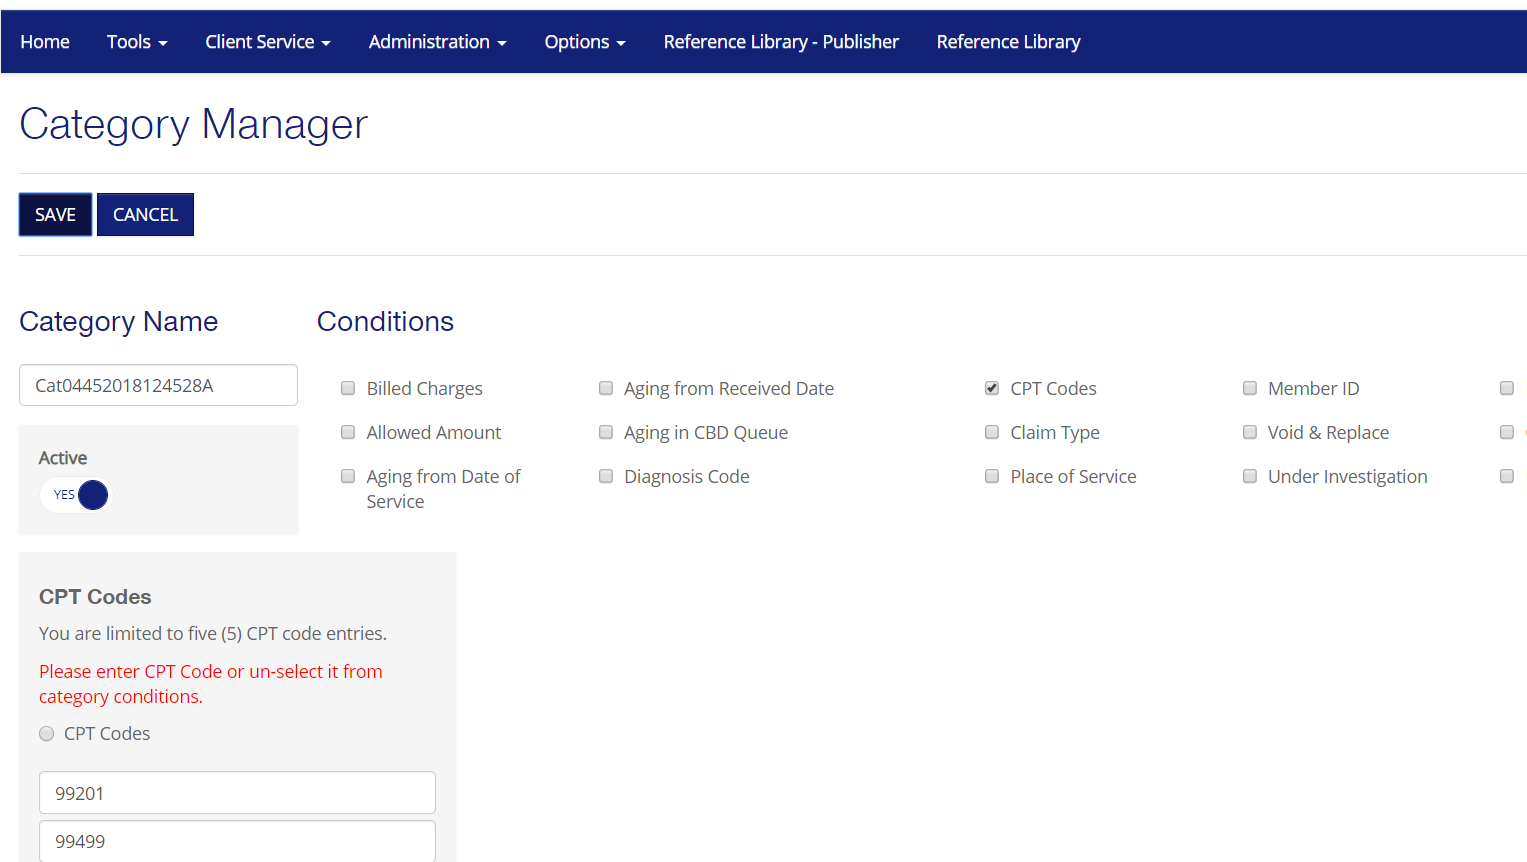 Home Tools Client Service Administration Options Reference Library - Publisher Reference Library
Category Manager
SAVE CANCEL
Category Name
Conditions
Cat04452018124528A
Active
YES
Billed Charges
Aging from Received Date
CPT Codes
Member ID
Allowed Amount
Aging in CBD Queue
Claim Type
Void & Replace
Aging from Date of
Service
Diagnosis Code
Place of Service
Under Investigation
CPT Codes
You are limited to five (5) CPT code entries.
Please enter CPT Code or un-select it from
category conditions.
CPT Codes
99201
99499